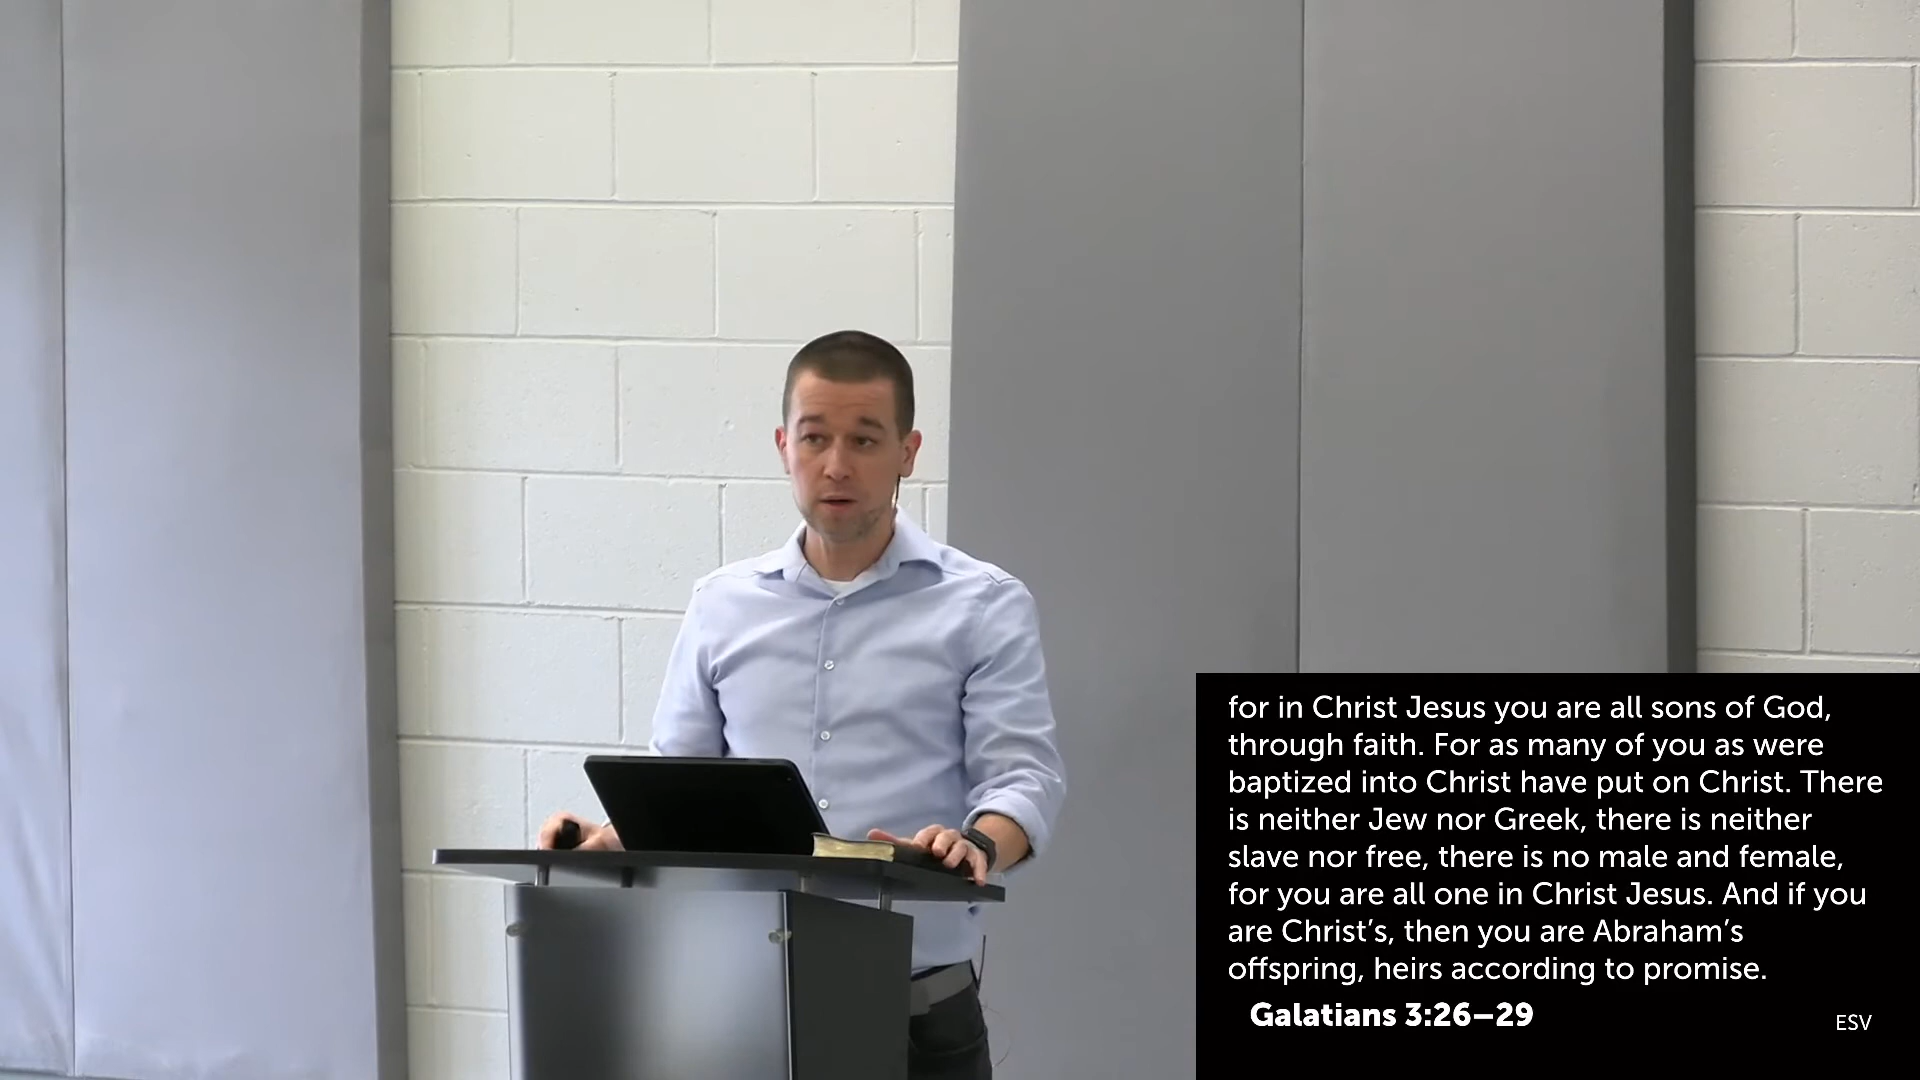 for in Christ Jesus you are all sons of God,
through faith. For as many of you as were
baptized into Christ have put on Christ. There
is neither Jew nor Greek, there is neither
slave nor free, there is no male and female,
for you are all one in Christ Jesus. And if you
are Christ’s, then you are Abraham’s
offspring, heirs according to promise.
Galatians 3:26–29
ESV